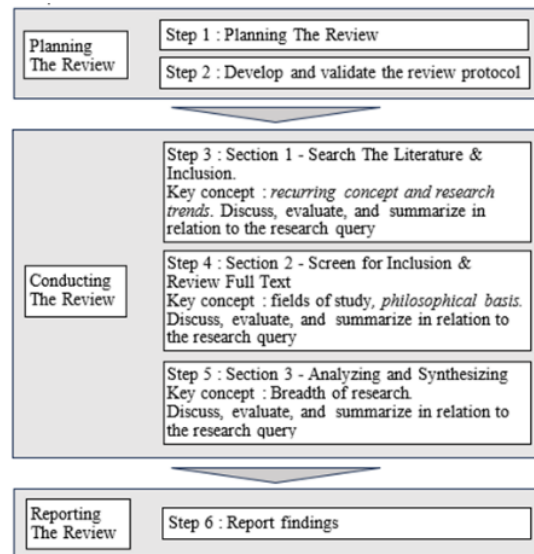 Planning
The Review
Step 1 : Planning The Review
Step 2 : Develop and validate the review protocol
Conducting
The Review
Step 3 : Section 1 - Search The Literature &
Inclusion.
Key concept : recurring concept and research
trends. Discuss, evaluate, and summarize in
relation to the research query
Step 4 : Section 2 - Screen for Inclusion &
Review Full Text
Key concept : fields of study, philosophical basis.
Discuss, evaluate, and summarize in relation to
the research query
Step 5 : Section 3 - Analyzing and Synthesizing
Key concept : Breadth of research.
Discuss, evaluate, and summarize in relation to
the research query
Reporting
The Review
Step 6 : Report findings